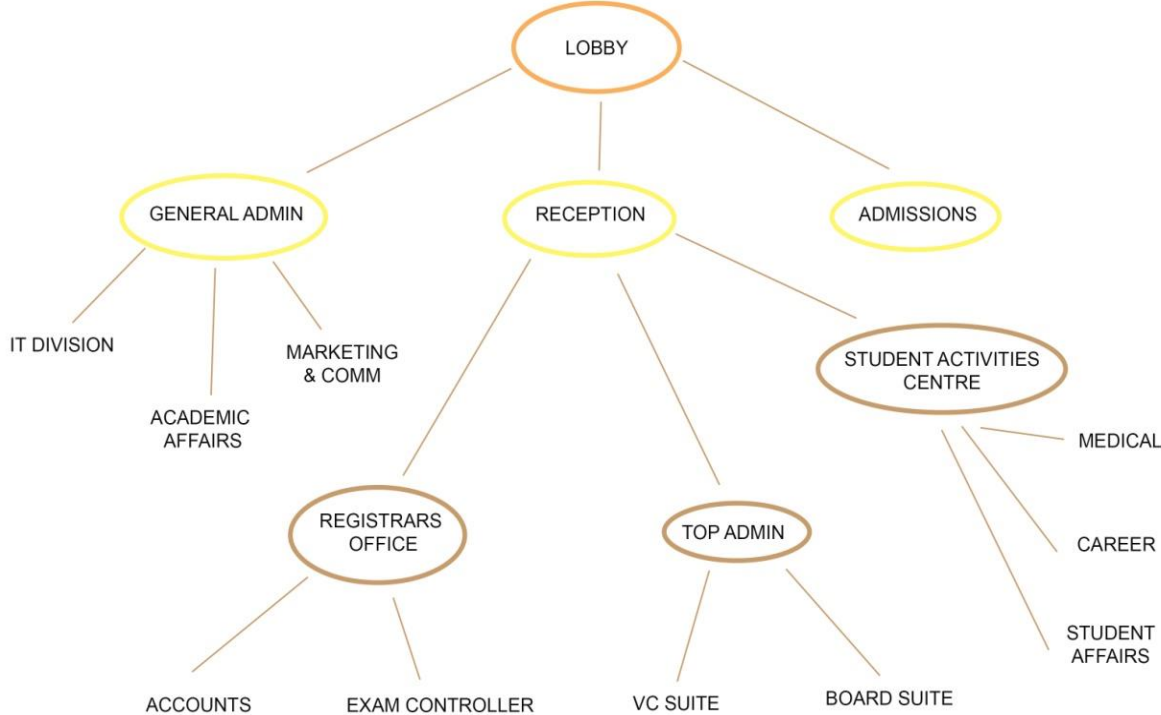 LOBBY
GENERAL ADMIN
RECEPTION
ADMISSIONS
IT DIVISION
MARKETING
& COMM
ACADEMIC
AFFAIRS
STUDENT ACTIVITIES
CENTRE
MEDICAL
CAREER
STUDENT
AFFAIRS
REGISTRARS
OFFICE
TOP ADMIN
ACCOUNTS
EXAM CONTROLLER
VC SUITE
BOARD SUITE